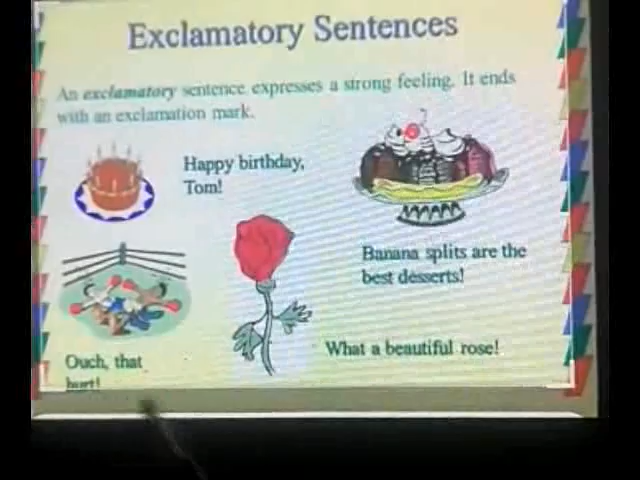 Exclamatory Sentences
An exclamatory sentence expresses a strong feeling. It ends
with an exclamation mark.
Happy birthday,
Tom!
Banana splits are the
best desserts!
What a beautiful rose!
Ouch, that
hurt!